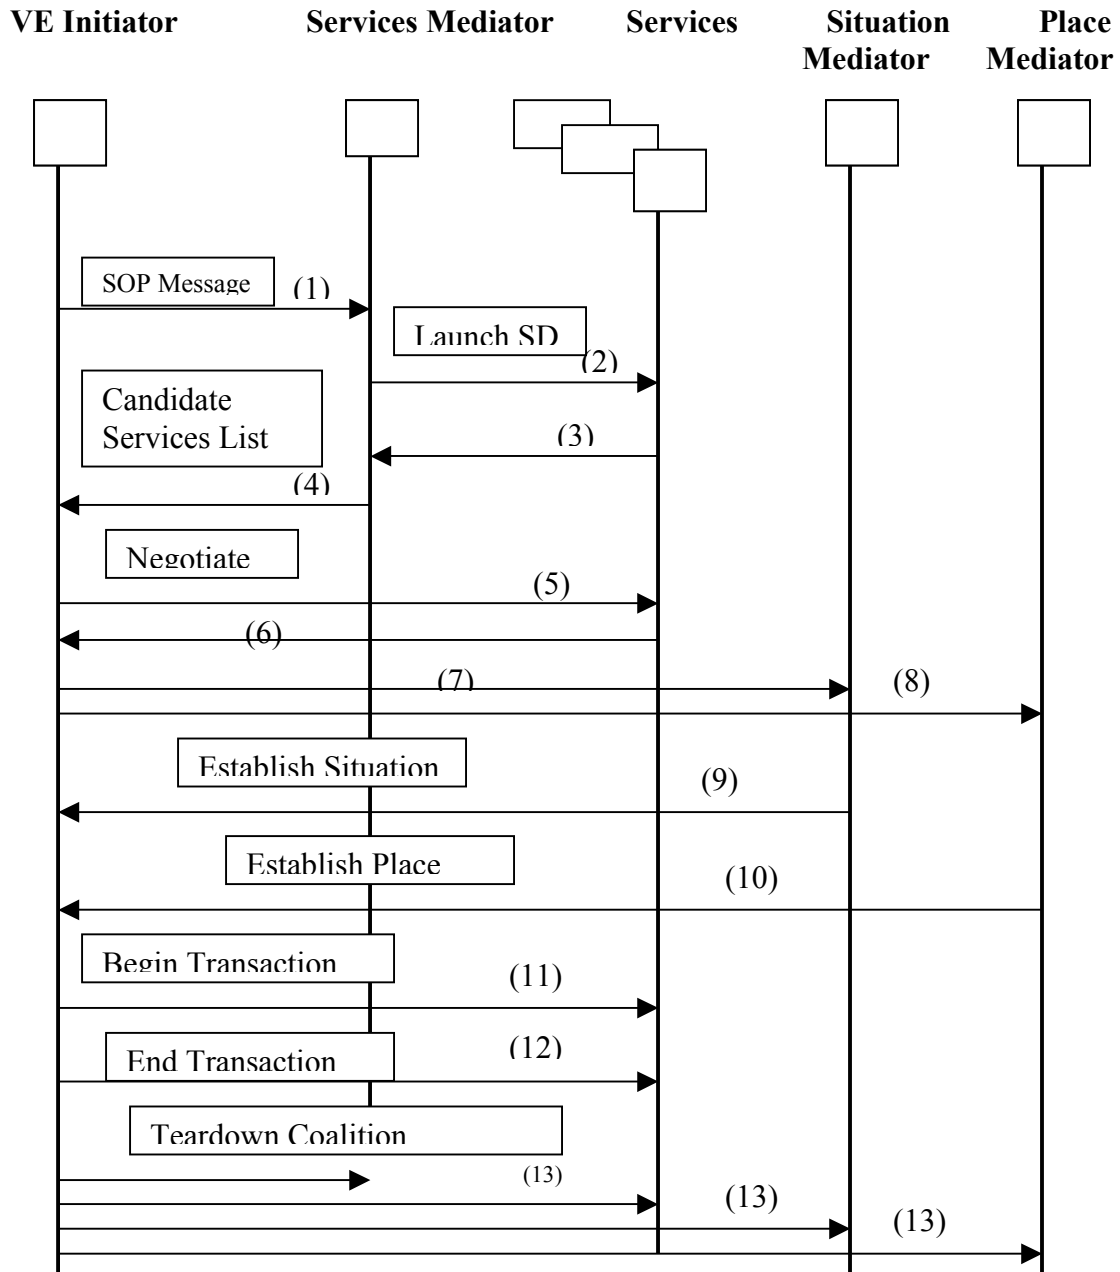 VE Initiator Services Mediator Services Situation Place
Mediator Mediator
SOP Message
(1)
Launch SD
(2)
Candidate
Services List
(3)
(4)
Negotiate
(5)
(6)
(7)
(8)
Establish Situation
(9)
Establish Place
(10)
Begin Transaction
(11)
End Transaction
(12)
Teardown Coalition
(13)
(13)
(13)